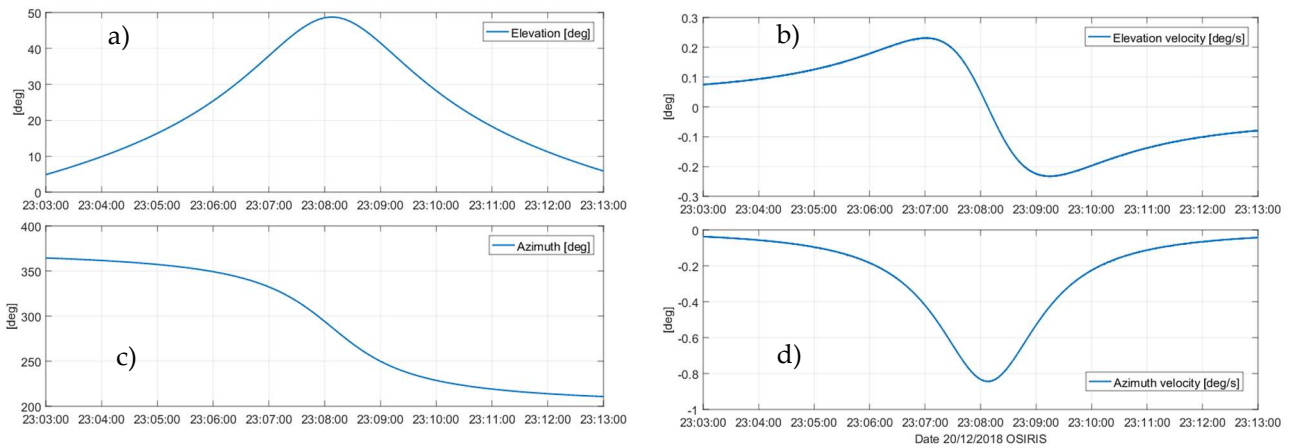 a)
Elevation [deg]
[deg]
50
40
30
20
10
0
23:03:00 23:04:00 23:05:00 23:06:00 23:07:00 23:08:00 23:09:00 23:10:00 23:11:00 23:12:00 23:13:00
b)
Elevation velocity [deg/s]
[deg]
0.3
0.2
0.1
0
-0.1
-0.2
-0.3
23:03:00 23:04:00 23:05:00 23:06:00 23:07:00 23:08:00 23:09:00 23:10:00 23:11:00 23:12:00 23:13:00
c)
Azimuth [deg]
[deg]
400
350
300
250
200
23:03:00 23:04:00 23:05:00 23:06:00 23:07:00 23:08:00 23:09:00 23:10:00 23:11:00 23:12:00 23:13:00
d)
Azimuth velocity [deg/s]
[deg]
0
-0.2
-0.4
-0.6
-0.8
-1
23:03:00 23:04:00 23:05:00 23:06:00 23:07:00 23:08:00 23:09:00 23:10:00 23:11:00 23:12:00 23:13:00
Date 20/12/2018 OSIRIS